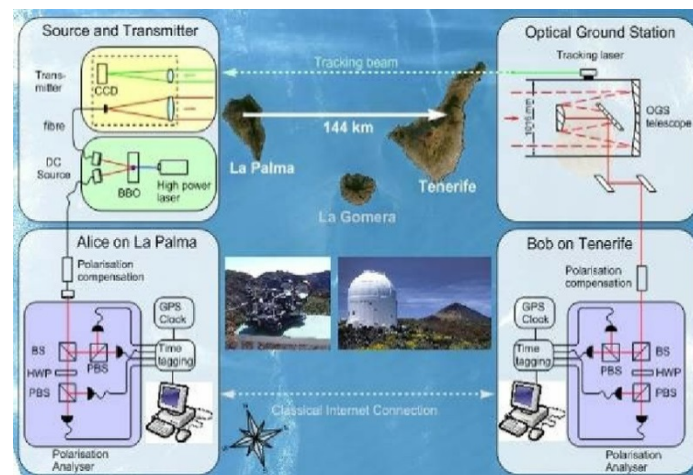 Source and Transmitter
Trans-
mitter
CCD
fibre
DC
Source
BBO
High power
laser
Tracking beam
144 km
La Palma
Tenerife
La Gomera
Optical Ground Station
Tracking laser
OGS
telescope
Alice on La Palma
Polarisation
compensation
GPS
Clock
Time
tagging
BS
PBS
HWP
PBS
Polarisation
Analyser
Classical Internet Connection
Bob on Tenerife
Polarisation
compensation
GPS
Clock
Time
tagging
BS
PBS
HWP
PBS
Polarisation
Analyser